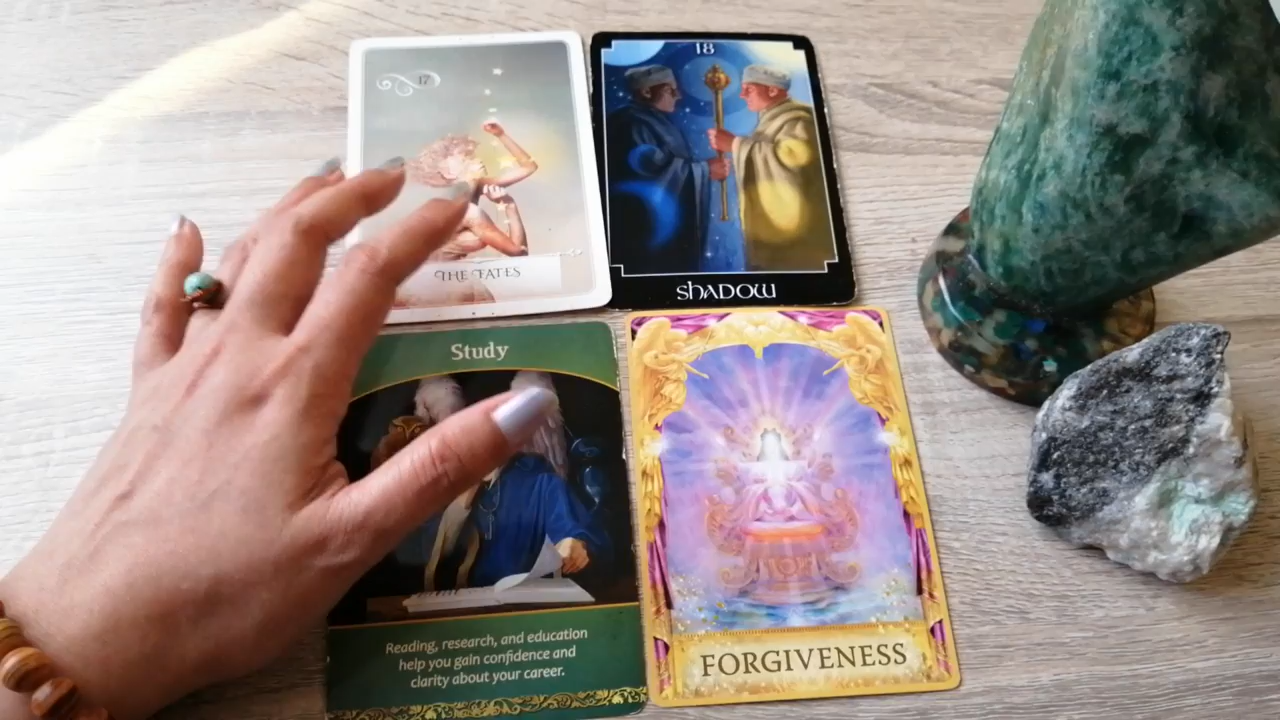 17
THE FATES
18
SHADOW
Study
Reading, research, and education
help you gain confidence and
clarity about your career.
FORGIVENESS